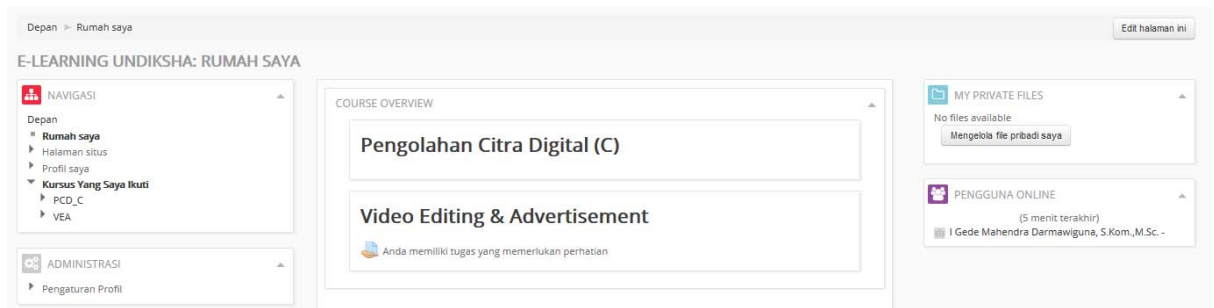 Depan ► Rumah saya
Edit halaman ini
E-LEARNING UNDIKSHA: RUMAH SAYA
NAVIGASI
Depan
Rumah saya
Halaman situs
Profil saya
Kursus Yang Saya Ikuti
PCD_C
VEA
ADMINISTRASI
Pengaturan Profil
COURSE OVERVIEW
Pengolahan Citra Digital (C)
Video Editing & Advertisement
Anda memiliki tugas yang memerlukan perhatian
MY PRIVATE FILES
No files available
Mengelola file pribadi saya
PENGGUNA ONLINE
(5 menit terakhir)
I Gede Mahendra Darmawiguna, S.Kom.,M.Sc. -